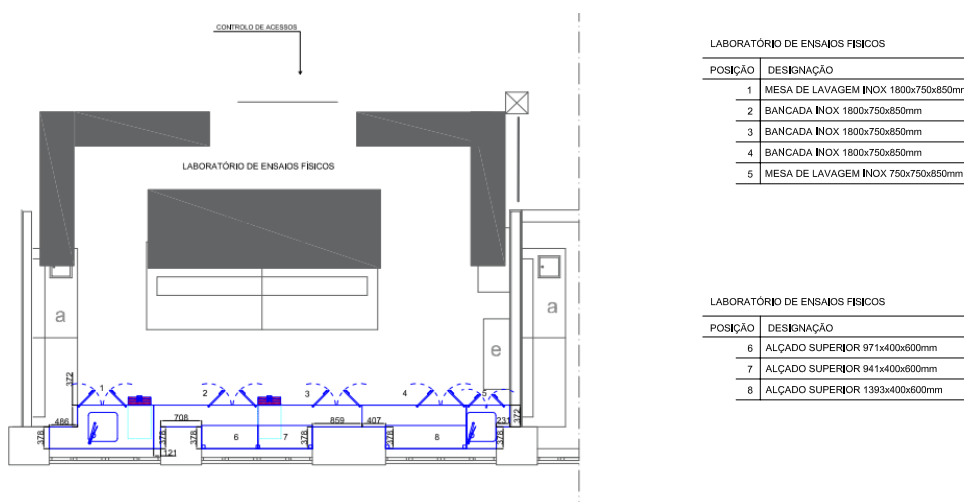 CONTROLO DE ACESSOS
LABORATÓRIO DE ENSAIOS FÍSICOS
a
a
e
372
1
2
3
4
5
486
708
859
407
231
372
378
378
378
378
378
378
121
6
7
8
LABORATÓRIO DE ENSAIOS FISICOS
POSIÇÃO DESIGNAÇÃO
1 MESA DE LAVAGEM INOX 1800x750x850mm
2 BANCADA INOX 1800x750x850mm
3 BANCADA INOX 1800x750x850mm
4 BANCADA INOX 1800x750x850mm
5 MESA DE LAVAGEM INOX 750x750x850mm
LABORATÓRIO DE ENSAIOS FISICOS
POSIÇÃO DESIGNAÇÃO
6 ALÇADO SUPERIOR 971x400x600mm
7 ALÇADO SUPERIOR 941x400x600mm
8 ALÇADO SUPERIOR 1393x400x600mm